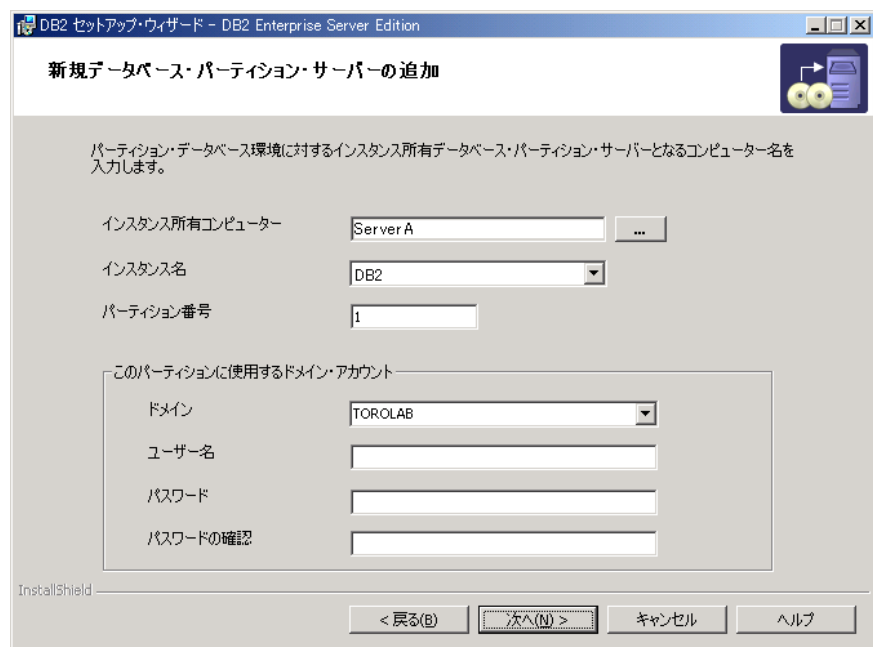 DB2 セットアップ・ウィザード - DB2 Enterprise Server Edition
新規データベース・パーティション・サーバーの追加
パーティション・データベース環境に対するインスタンス所有データベース・パーティション・サーバーとなるコンピューター名を
入力します。
インスタンス所有コンピューター ServerA ...
インスタンス名 DB2
パーティション番号 1
このパーティションに使用するドメイン・アカウント
ドメイン TOROLAB
ユーザー名
パスワード
パスワードの確認
InstallShield
< 戻る(B) 次へ(N) > キャンセル ヘルプ